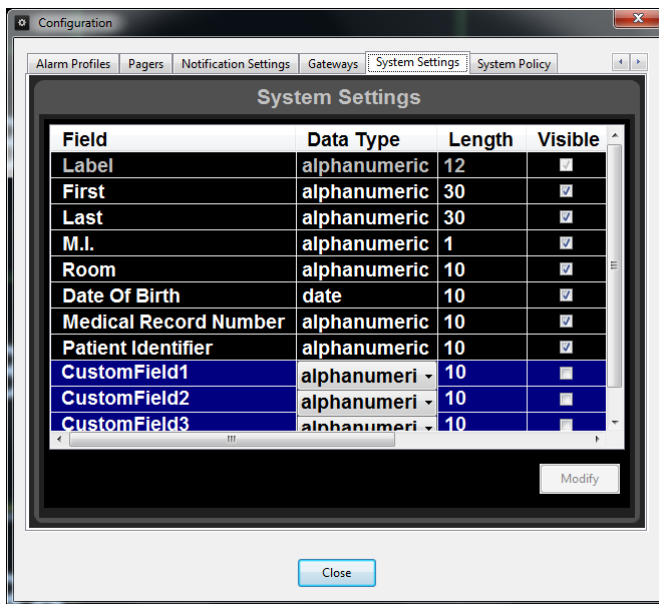 Configuration
Alarm Profiles Pagers Notification Settings Gateways System Settings System Policy
System Settings
Field Data Type Length Visible
Label alphanumeric 12
First alphanumeric 30
Last alphanumeric 30
M.I. alphanumeric 1
Room alphanumeric 10
Date Of Birth date 10
Medical Record Number alphanumeric 10
Patient Identifier alphanumeric 10
CustomField1 alphanumeri 10
CustomField2 alphanumeri 10
CustomField3 alphanumeri 10
Modify
Close